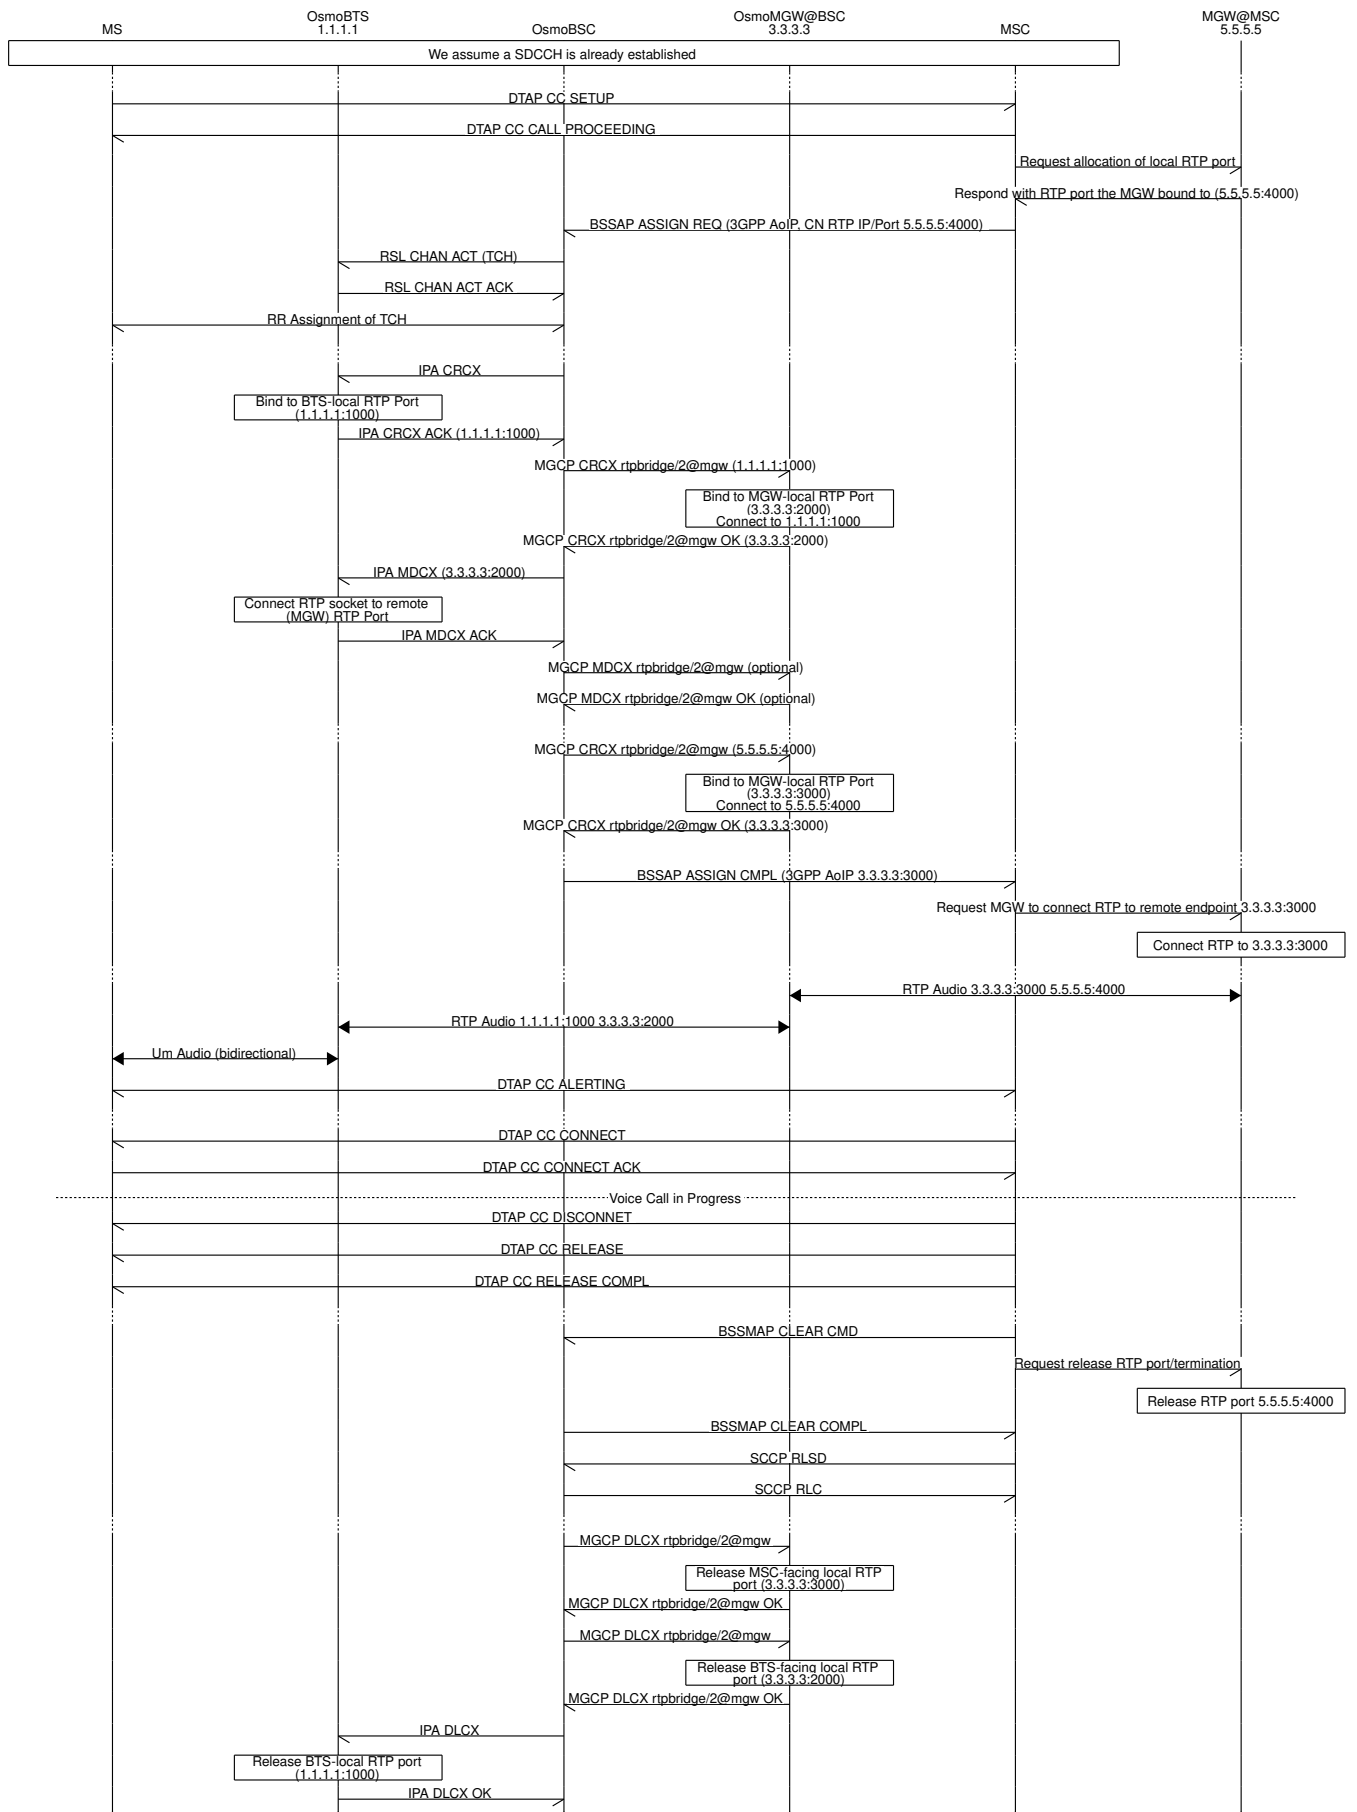 MS
OsmoBTS
1.1.1.1
OsmoBSC
OsmoMGW@BSC
3.3.3.3
MSC
MGW@MSC
5.5.5.5
We assume a SDCCH is already established
DTAP CC SETUP
DTAP CC CALL PROCEEDING
Request allocation of local RTP port
Respond with RTP port the MGW bound to (5.5.5.5:4000)
BSSAP ASSIGN REQ (3GPP AoIP, CN RTP IP/Port 5.5.5.5:4000)
RSL CHAN ACT (TCH)
RSL CHAN ACT ACK
RR Assignment of TCH
IPA CRCX
Bind to BTS-local RTP Port
(1.1.1.1:1000)
IPA CRCX ACK (1.1.1.1:1000)
MGCP CRCX rtpbridge/2@mgw (1.1.1.1:1000)
Bind to MGW-local RTP Port
(3.3.3.3:2000)
Connect to 1.1.1.1:1000
MGCP CRCX rtpbridge/2@mgw OK (3.3.3.3:2000)
IPA MDCX (3.3.3.3:2000)
Connect RTP socket to remote
(MGW) RTP Port
IPA MDCX ACK
MGCP MDCX rtpbridge/2@mgw (optional)
MGCP MDCX rtpbridge/2@mgw OK (optional)
MGCP CRCX rtpbridge/2@mgw (5.5.5.5:4000)
Bind to MGW-local RTP Port
(3.3.3.3:3000)
Connect to 5.5.5.5:4000
MGCP CRCX rtpbridge/2@mgw OK (3.3.3.3:3000)
BSSAP ASSIGN CMPL (3GPP AoIP 3.3.3.3:3000)
Request MGW to connect RTP to remote endpoint 3.3.3.3:3000
Connect RTP to 3.3.3.3:3000
RTP Audio 3.3.3.3:3000 5.5.5.5:4000
RTP Audio 1.1.1.1:1000 3.3.3.3:2000
Um Audio (bidirectional)
DTAP CC ALERTING
DTAP CC CONNECT
DTAP CC CONNECT ACK
Voice Call in Progress
DTAP CC DISCONNET
DTAP CC RELEASE
DTAP CC RELEASE COMPL
BSSMAP CLEAR CMD
Request release RTP port/termination
Release RTP port 5.5.5.5:4000
BSSMAP CLEAR COMPL
SCCP RLSD
SCCP RLC
MGCP DLCX rtpbridge/2@mgw
Release MSC-facing local RTP
port (3.3.3.3:3000)
MGCP DLCX rtpbridge/2@mgw OK
MGCP DLCX rtpbridge/2@mgw
Release BTS-facing local RTP
port (3.3.3.3:2000)
MGCP DLCX rtpbridge/2@mgw OK
IPA DLCX
Release BTS-local RTP port
(1.1.1.1:1000)
IPA DLCX OK